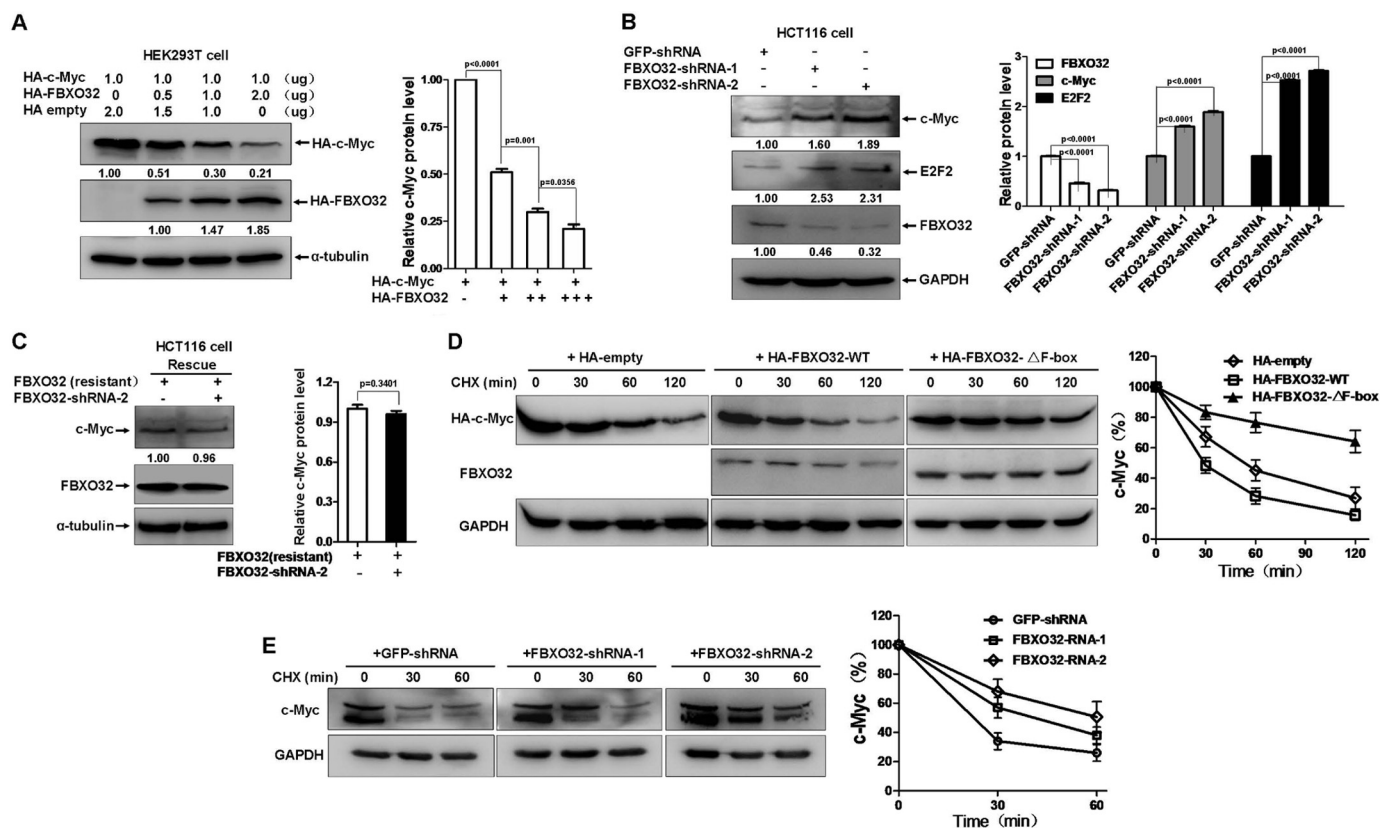 A
HEK293T cell
HA-c-Myc 1.0 1.0 1.0 1.0 (ug)
HA-FBXO32 0 0.5 1.0 2.0 (ug)
HA empty 2.0 1.5 1.0 0 (ug)
HA-c-Myc
1.00 0.51 0.30 0.21
HA-FBXO32
1.00 1.47 1.85
α-tubulin
Relative c-Myc protein level
1.00
0.75
0.50
0.25
0.00
p<0.0001
p=0.001
p=0.0356
HA-c-Myc + + + +
HA-FBXO32 - + ++ +++
B
HCT116 cell
GFP-shRNA + - -
FBXO32-shRNA-1 - + -
FBXO32-shRNA-2 - - +
c-Myc
1.00 1.60 1.89
E2F2
1.00 2.53 2.31
FBXO32
1.00 0.46 0.32
GAPDH
Relative protein level
3
2
1
0
FBXO32
c-Myc
E2F2
p<0.0001
p<0.0001
p<0.0001
p<0.0001
p<0.0001
p<0.0001
GFP-shRNA
FBXO32-shRNA-1
FBXO32-shRNA-2
GFP-shRNA
FBXO32-shRNA-1
FBXO32-shRNA-2
GFP-shRNA
FBXO32-shRNA-1
FBXO32-shRNA-2
C
HCT116 cell
Rescue
FBXO32 (resistant) + +
FBXO32-shRNA-2 - +
c-Myc
1.00 0.96
FBXO32
α-tubulin
Relative c-Myc protein level
1.2
0.9
0.6
0.3
0.0
p=0.3401
FBXO32(resistant) + +
FBXO32-shRNA-2 - +
D
+ HA-empty + HA-FBXO32-WT + HA-FBXO32-△F-box
CHX (min) 0 30 60 120 0 30 60 120 0 30 60 120
HA-c-Myc
FBXO32
GAPDH
c-Myc (%)
120
100
80
60
40
20
0
HA-empty
HA-FBXO32-WT
HA-FBXO32-△F-box
0 30 60 90 120
Time (min)
E
+GFP-shRNA +FBXO32-shRNA-1 +FBXO32-shRNA-2
CHX (min) 0 30 60 0 30 60 0 30 60
c-Myc
GAPDH
c-Myc (%)
120
100
80
60
40
20
0
GFP-shRNA
FBXO32-RNA-1
FBXO32-RNA-2
0 30 60
Time (min)